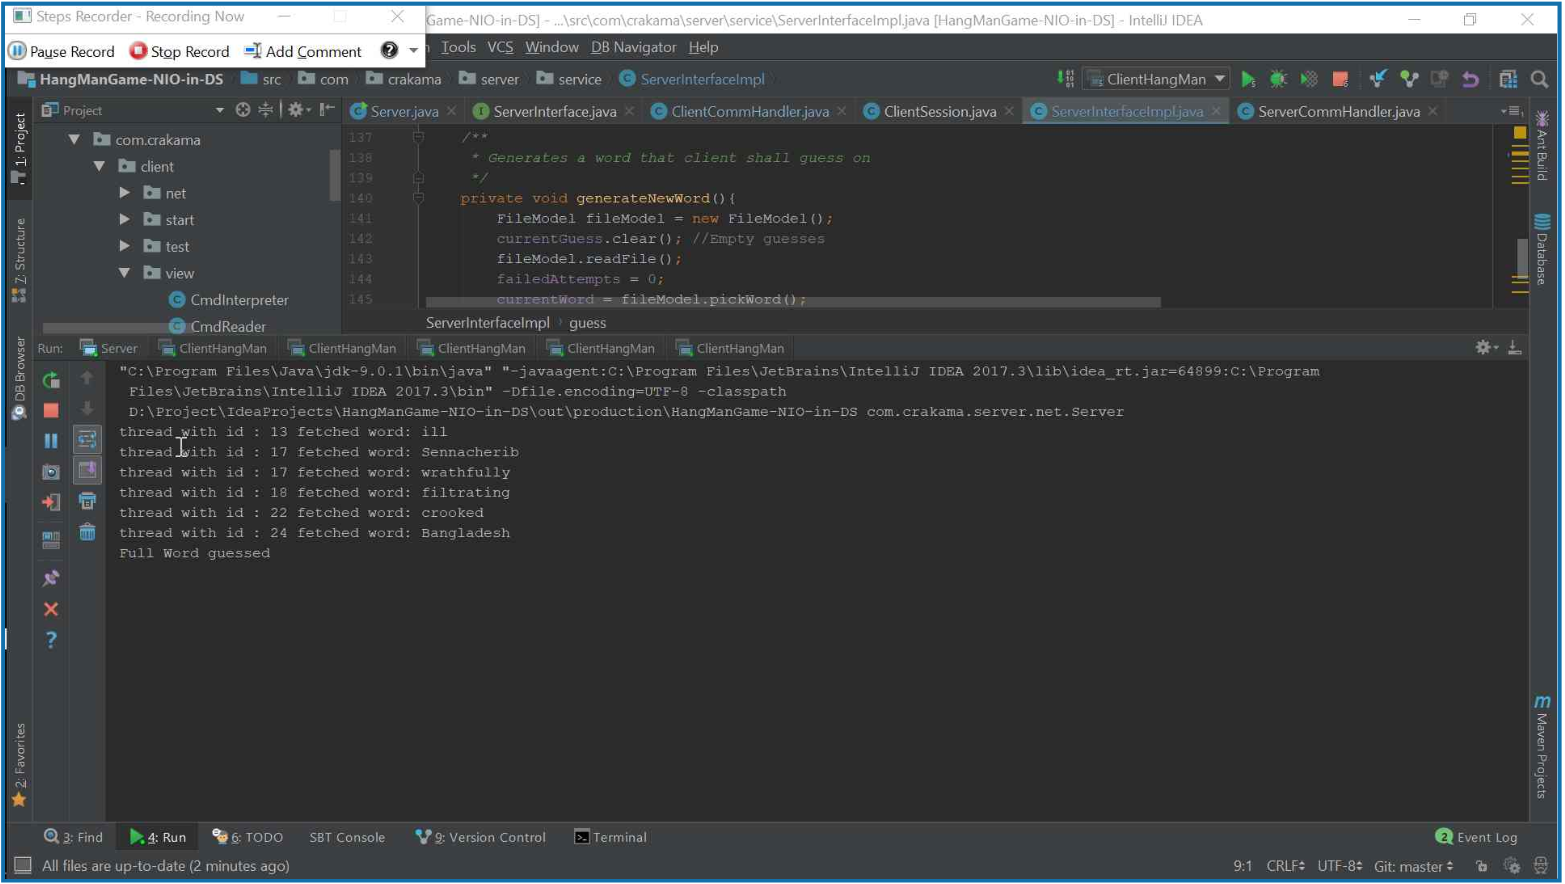 Steps Recorder - Recording Now
Game-NIO-in-DS] - ...\src\com\crakama\server\service\ServerInterfaceImpl.java [HangManGame-NIO-in-DS] - IntelliJ IDEA
Pause Record Stop Record Add Comment
Tools VCS Window DB Navigator Help
HangManGame-NIO-in-DS src com crakama server service ServerInterfaceImpl ClientHangMan
1: Project
7: Structure
DB Browser
2: Favorites
Project
com.crakama
client
net
start
test
view
CmdInterpreter
CmdReader
Server.java ServerInterface.java ClientCommHandler.java ClientSession.java ServerInterfaceImpl.java ServerCommHandler.java
137 /**
138 * Generates a word that client shall guess on
139 */
140 private void generateNewWord(){
141 FileModel fileModel = new FileModel();
142 currentGuess.clear(); //Empty guesses
143 fileModel.readFile();
144 failedAttempts = 0;
145 currentWord = fileModel.pickWord();
ServerInterfaceImpl guess
Ant Build
Database
Maven Projects
Run: Server ClientHangMan ClientHangMan ClientHangMan ClientHangMan ClientHangMan
"C:\Program Files\Java\jdk-9.0.1\bin\java" "-javaagent:C:\Program Files\JetBrains\IntelliJ IDEA 2017.3\lib\idea_rt.jar=64899:C:\Program
Files\JetBrains\IntelliJ IDEA 2017.3\bin" -Dfile.encoding=UTF-8 -classpath
D:\Project\IdeaProjects\HangManGame-NIO-in-DS\out\production\HangManGame-NIO-in-DS com.crakama.server.net.Server
thread with id : 13 fetched word: ill
thread with id : 17 fetched word: Sennacherib
thread with id : 17 fetched word: wrathfully
thread with id : 18 fetched word: filtrating
thread with id : 22 fetched word: crooked
thread with id : 24 fetched word: Bangladesh
Full Word guessed
3: Find 4: Run 6: TODO SBT Console 9: Version Control Terminal 2 Event Log
All files are up-to-date (2 minutes ago) 9:1 CRLF UTF-8 Git: master